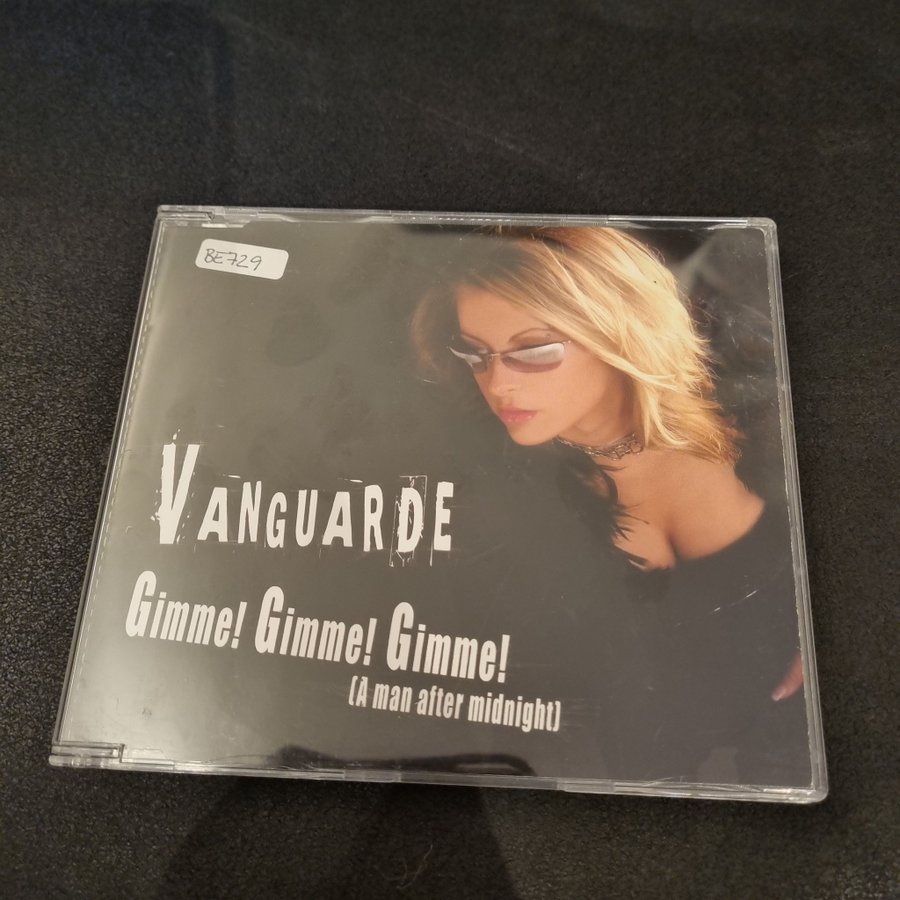 BE729
VANGUARDE
Gimme! Gimme! Gimme!
(A man after midnight)